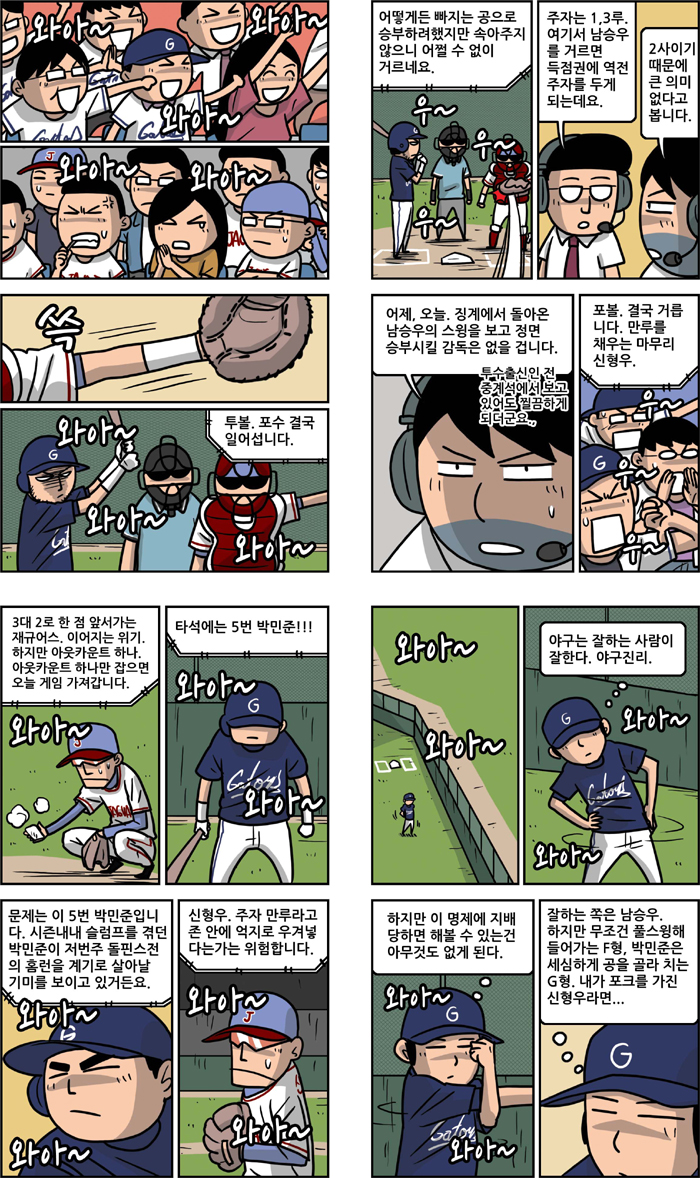 와아~
와아~
G
Gators
Gators
J
와아~
와아~
JAGUA
쓱
와아~
투볼. 포수 결국
일어섭니다.
와아~
와아~
어떻게든 빠지는 공으로
승부하려했지만 속아주지
않으니 어쩔 수 없이
거르네요.
우~
우~
우~
주자는 1,3루.
여기서 남승우
를 거르면
득점권에 역전
주자를 두게
되는데요.
2사이기
때문에
큰 의미
없다고
봅니다.
어제, 오늘. 징계에서 돌아온
남승우의 스윙을 보고 정면
승부시킬 감독은 없을 겁니다.
투수출신인 전
중계석에서 보고
있어도 찔끔하게
되더군요.,
포볼. 결국 거릅
니다. 만루를
채우는 마무리
신형우.
우~
G
우~
우~
3대 2로 한 점 앞서가는
재규어스. 이어지는 위기.
하지만 아웃카운트 하나.
아웃카운트 하나만 잡으면
오늘 게임 가져갑니다.
와아~
J
JAGUA
타석에는 5번 박민준!!!
와아~
G
Gators
와아~
문제는 이 5번 박민준입니
다. 시즌내내 슬럼프를 겪던
박민준이 저번주 돌핀스전
의 홈런을 계기로 살아날
기미를 보이고 있거든요.
와아~
G
와아~
신형우. 주자 만루라고
존 안에 억지로 우겨넣
다는가는 위험합니다.
J
와아~
와아~
와아~
야구는 잘하는 사람이
잘한다. 야구진리.
G
와아~
Gators
와아~
하지만 이 명제에 지배
당하면 해볼 수 있는건
아무것도 없게 된다.
와아~
G
Gators
와아~
잘하는 쪽은 남승우.
하지만 무조건 풀스윙해
들어가는 F형, 박민준은
세심하게 공을 골라 치는
G형. 내가 포크를 가진
신형우라면...
G